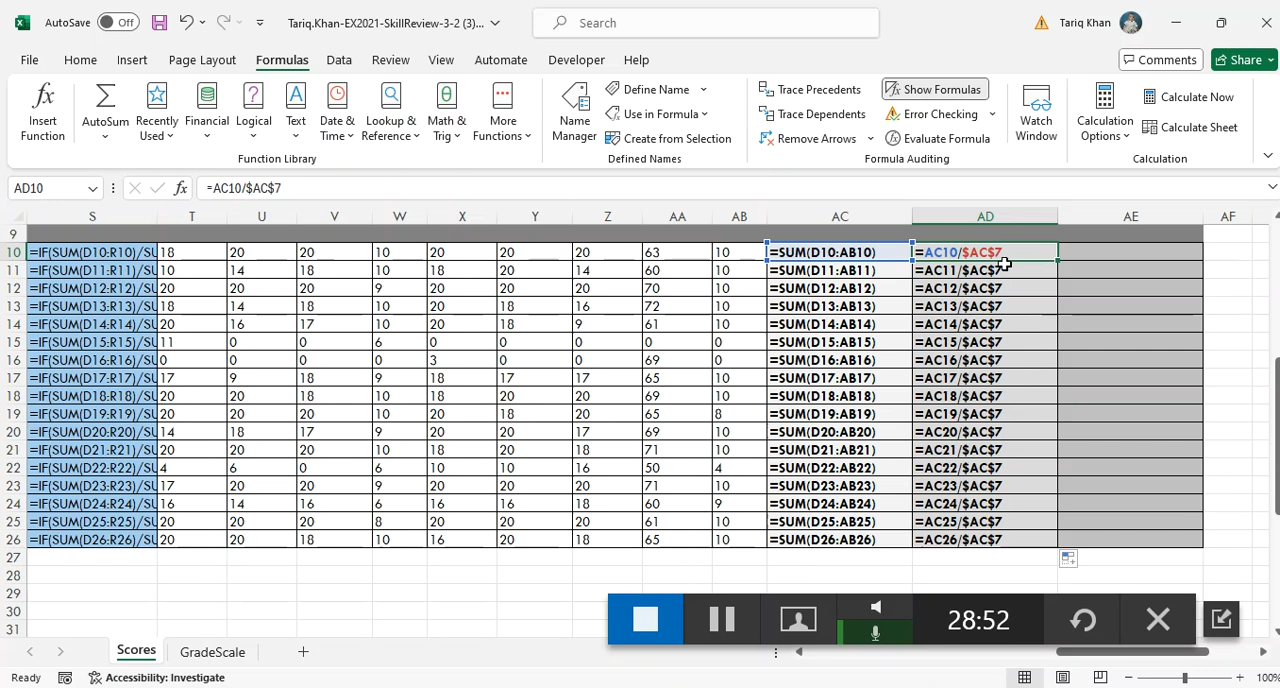 AutoSave Off Tariq.Khan-EX2021-SkillReview-3-2 (3)... Search Tariq Khan
File Home Insert Page Layout Formulas Data Review View Automate Developer Help Comments Share
Insert Function AutoSum Recently Used Financial Logical Text Date & Time Lookup & Reference Math & Trig More Functions Name Manager Define Name Use in Formula Create from Selection Trace Precedents Trace Dependents Remove Arrows Show Formulas Error Checking Evaluate Formula Watch Window Calculation Options Calculate Now Calculate Sheet
Function Library Defined Names Formula Auditing Calculation
AD10 fx =AC10/$AC$7
S T U V W X Y Z AA AB AC AD AE AF
9
10 =IF(SUM(D10:R10)/SU 18 20 20 10 20 20 20 63 10 =SUM(D10:AB10) =AC10/$AC$7
11 =IF(SUM(D11:R11)/SU 10 14 18 10 18 20 14 60 10 =SUM(D11:AB11) =AC11/$AC$7
12 =IF(SUM(D12:R12)/SU 20 20 20 9 20 20 20 70 10 =SUM(D12:AB12) =AC12/$AC$7
13 =IF(SUM(D13:R13)/SU 18 14 18 10 20 18 16 72 10 =SUM(D13:AB13) =AC13/$AC$7
14 =IF(SUM(D14:R14)/SU 20 16 17 10 20 18 9 61 10 =SUM(D14:AB14) =AC14/$AC$7
15 =IF(SUM(D15:R15)/SU 11 0 0 6 0 0 0 0 0 =SUM(D15:AB15) =AC15/$AC$7
16 =IF(SUM(D16:R16)/SU 0 0 0 0 3 0 0 69 0 =SUM(D16:AB16) =AC16/$AC$7
17 =IF(SUM(D17:R17)/SU 17 9 18 9 18 17 17 65 10 =SUM(D17:AB17) =AC17/$AC$7
18 =IF(SUM(D18:R18)/SU 20 20 18 10 18 20 20 69 10 =SUM(D18:AB18) =AC18/$AC$7
19 =IF(SUM(D19:R19)/SU 20 20 20 10 20 18 20 65 8 =SUM(D19:AB19) =AC19/$AC$7
20 =IF(SUM(D20:R20)/SU 14 18 17 9 20 20 17 69 10 =SUM(D20:AB20) =AC20/$AC$7
21 =IF(SUM(D21:R21)/SU 20 20 20 10 18 20 18 71 10 =SUM(D21:AB21) =AC21/$AC$7
22 =IF(SUM(D22:R22)/SU 4 6 0 6 10 10 16 50 4 =SUM(D22:AB22) =AC22/$AC$7
23 =IF(SUM(D23:R23)/SU 17 20 20 9 20 20 18 71 10 =SUM(D23:AB23) =AC23/$AC$7
24 =IF(SUM(D24:R24)/SU 16 14 16 6 16 16 18 60 9 =SUM(D24:AB24) =AC24/$AC$7
25 =IF(SUM(D25:R25)/SU 20 20 20 8 20 20 20 61 10 =SUM(D25:AB25) =AC25/$AC$7
26 =IF(SUM(D26:R26)/SU 20 20 18 10 16 20 18 65 10 =SUM(D26:AB26) =AC26/$AC$7
27
28
29
30
31
28:52
Scores GradeScale
Ready Accessibility: Investigate 100%